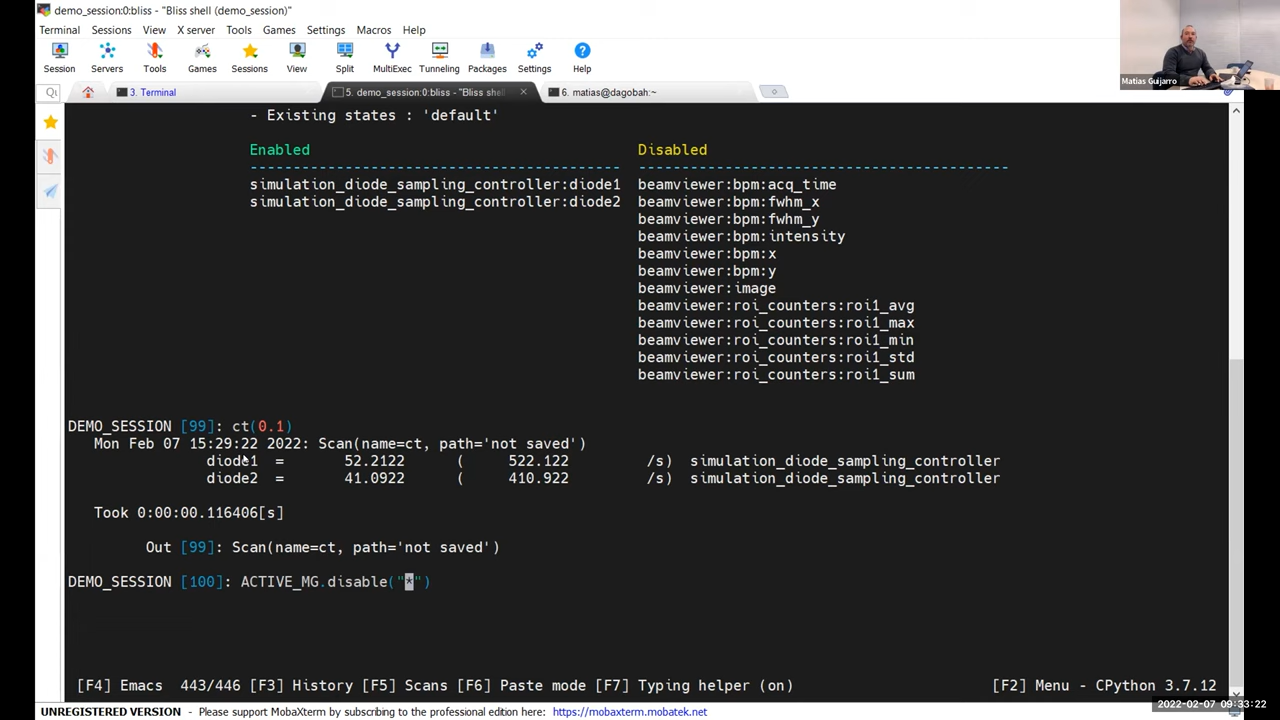 demo_session:0:bliss - "Bliss shell (demo_session)"
Terminal Sessions View X server Tools Games Settings Macros Help
Session Servers Tools Games Sessions View Split MultiExec Tunneling Packages Settings Help
Matias Guijarro
3. Terminal 5. demo_session:0:bliss - "Bliss shell 6. matias@dagobah:~
- Existing states : 'default'
Enabled Disabled
simulation_diode_sampling_controller:diode1 beamviewer:bpm:acq_time
simulation_diode_sampling_controller:diode2 beamviewer:bpm:fwhm_x
beamviewer:bpm:fwhm_y
beamviewer:bpm:intensity
beamviewer:bpm:x
beamviewer:bpm:y
beamviewer:image
beamviewer:roi_counters:roi1_avg
beamviewer:roi_counters:roi1_max
beamviewer:roi_counters:roi1_min
beamviewer:roi_counters:roi1_std
beamviewer:roi_counters:roi1_sum
DEMO_SESSION [99]: ct(0.1)
Mon Feb 07 15:29:22 2022: Scan(name=ct, path='not saved')
diode1 = 52.2122 ( 522.122 /s) simulation_diode_sampling_controller
diode2 = 41.0922 ( 410.922 /s) simulation_diode_sampling_controller
Took 0:00:00.116406[s]
Out [99]: Scan(name=ct, path='not saved')
DEMO_SESSION [100]: ACTIVE_MG.disable("*")
[F4] Emacs 443/446 [F3] History [F5] Scans [F6] Paste mode [F7] Typing helper (on) [F2] Menu - CPython 3.7.12
UNREGISTERED VERSION - Please support MobaXterm by subscribing to the professional edition here: https://mobaxterm.mobatek.net
2022-02-07 09:33:22